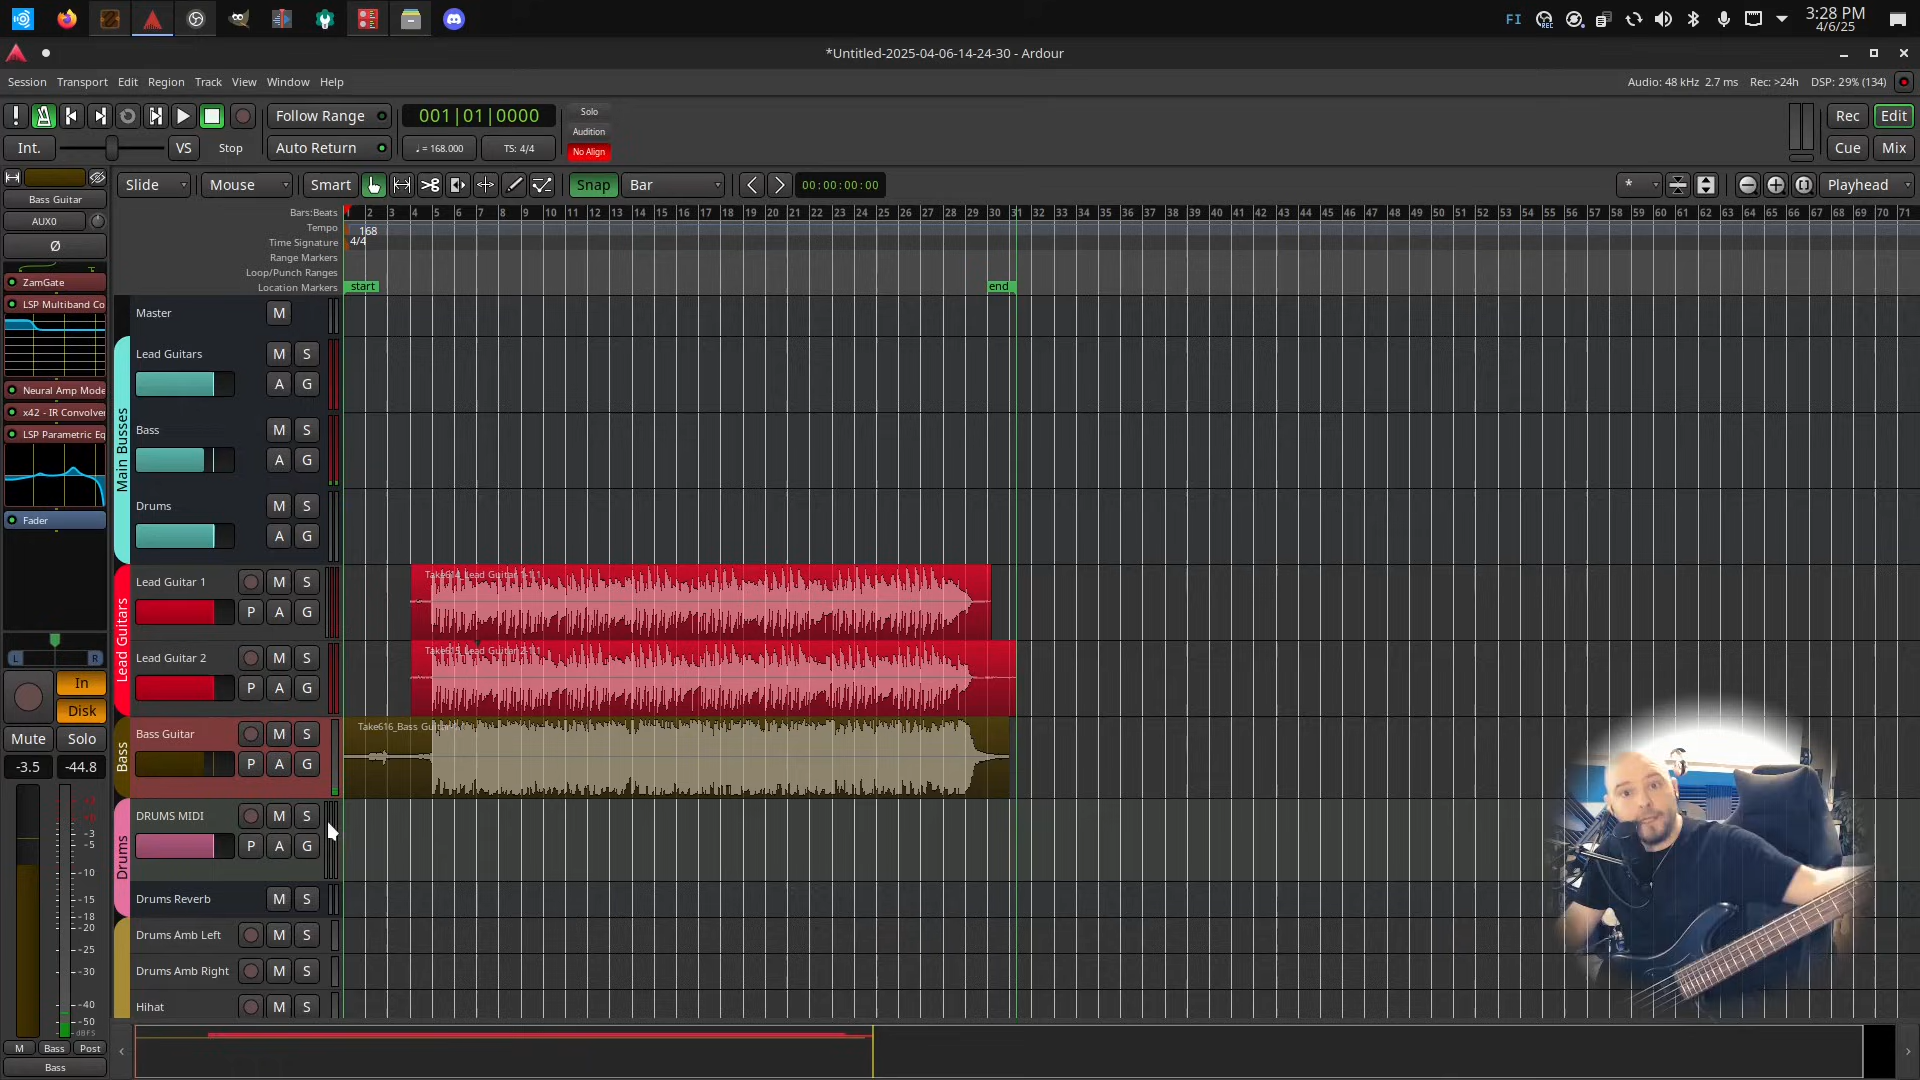 FI
REC
3:28 PM
4/6/25
*Untitled-2025-04-06-14-24-30 - Ardour
Session Transport Edit Region Track View Window Help
Audio: 48 kHz 2.7 ms Rec: >24h DSP: 29% (134)
! Follow Range 001|01|0000 Solo Rec Edit
Audition
Int. VS Stop Auto Return ♩ = 168.000 TS: 4/4 No Align Cue Mix
Slide Mouse Smart Snap Bar 00:00:00:00 * Playhead
Bass Guitar
AUX0
Ø
ZamGate
LSP Multiband Co
Neural Amp Mode
x42 - IR Convolver
LSP Parametric Eq
Fader
L R
In
Disk
Mute Solo
-3.5 -44.8
-3
-5
-10
-15
-18
-20
-25
-30
-40
-50
dBFS
M Bass Post
Bass
Bars:Beats 1 2 3 4 5 6 7 8 9 10 11 12 13 14 15 16 17 18 19 20 21 22 23 24 25 26 27 28 29 30 31 32 33 34 35 36 37 38 39 40 41 42 43 44 45 46 47 48 49 50 51 52 53 54 55 56 57 58 59 60 61 62 63 64 65 66 67 68 69 70 71
Tempo 168
Time Signature 4/4
Range Markers
Loop/Punch Ranges
Location Markers start end
Main Busses
Master M
Lead Guitars M S
A G
Bass M S
A G
Drums M S
A G
Lead Guitars
Lead Guitar 1 M S
P A G
Take614_Lead Guitar 1-1.1
Lead Guitar 2 M S
P A G
Take615_Lead Guitar 2-1.1
Bass
Bass Guitar M S
P A G
Take616_Bass Guitar
Drums
DRUMS MIDI M S
P A G
Drums Reverb M S
Drums Amb Left M S
Drums Amb Right M S
Hihat M S